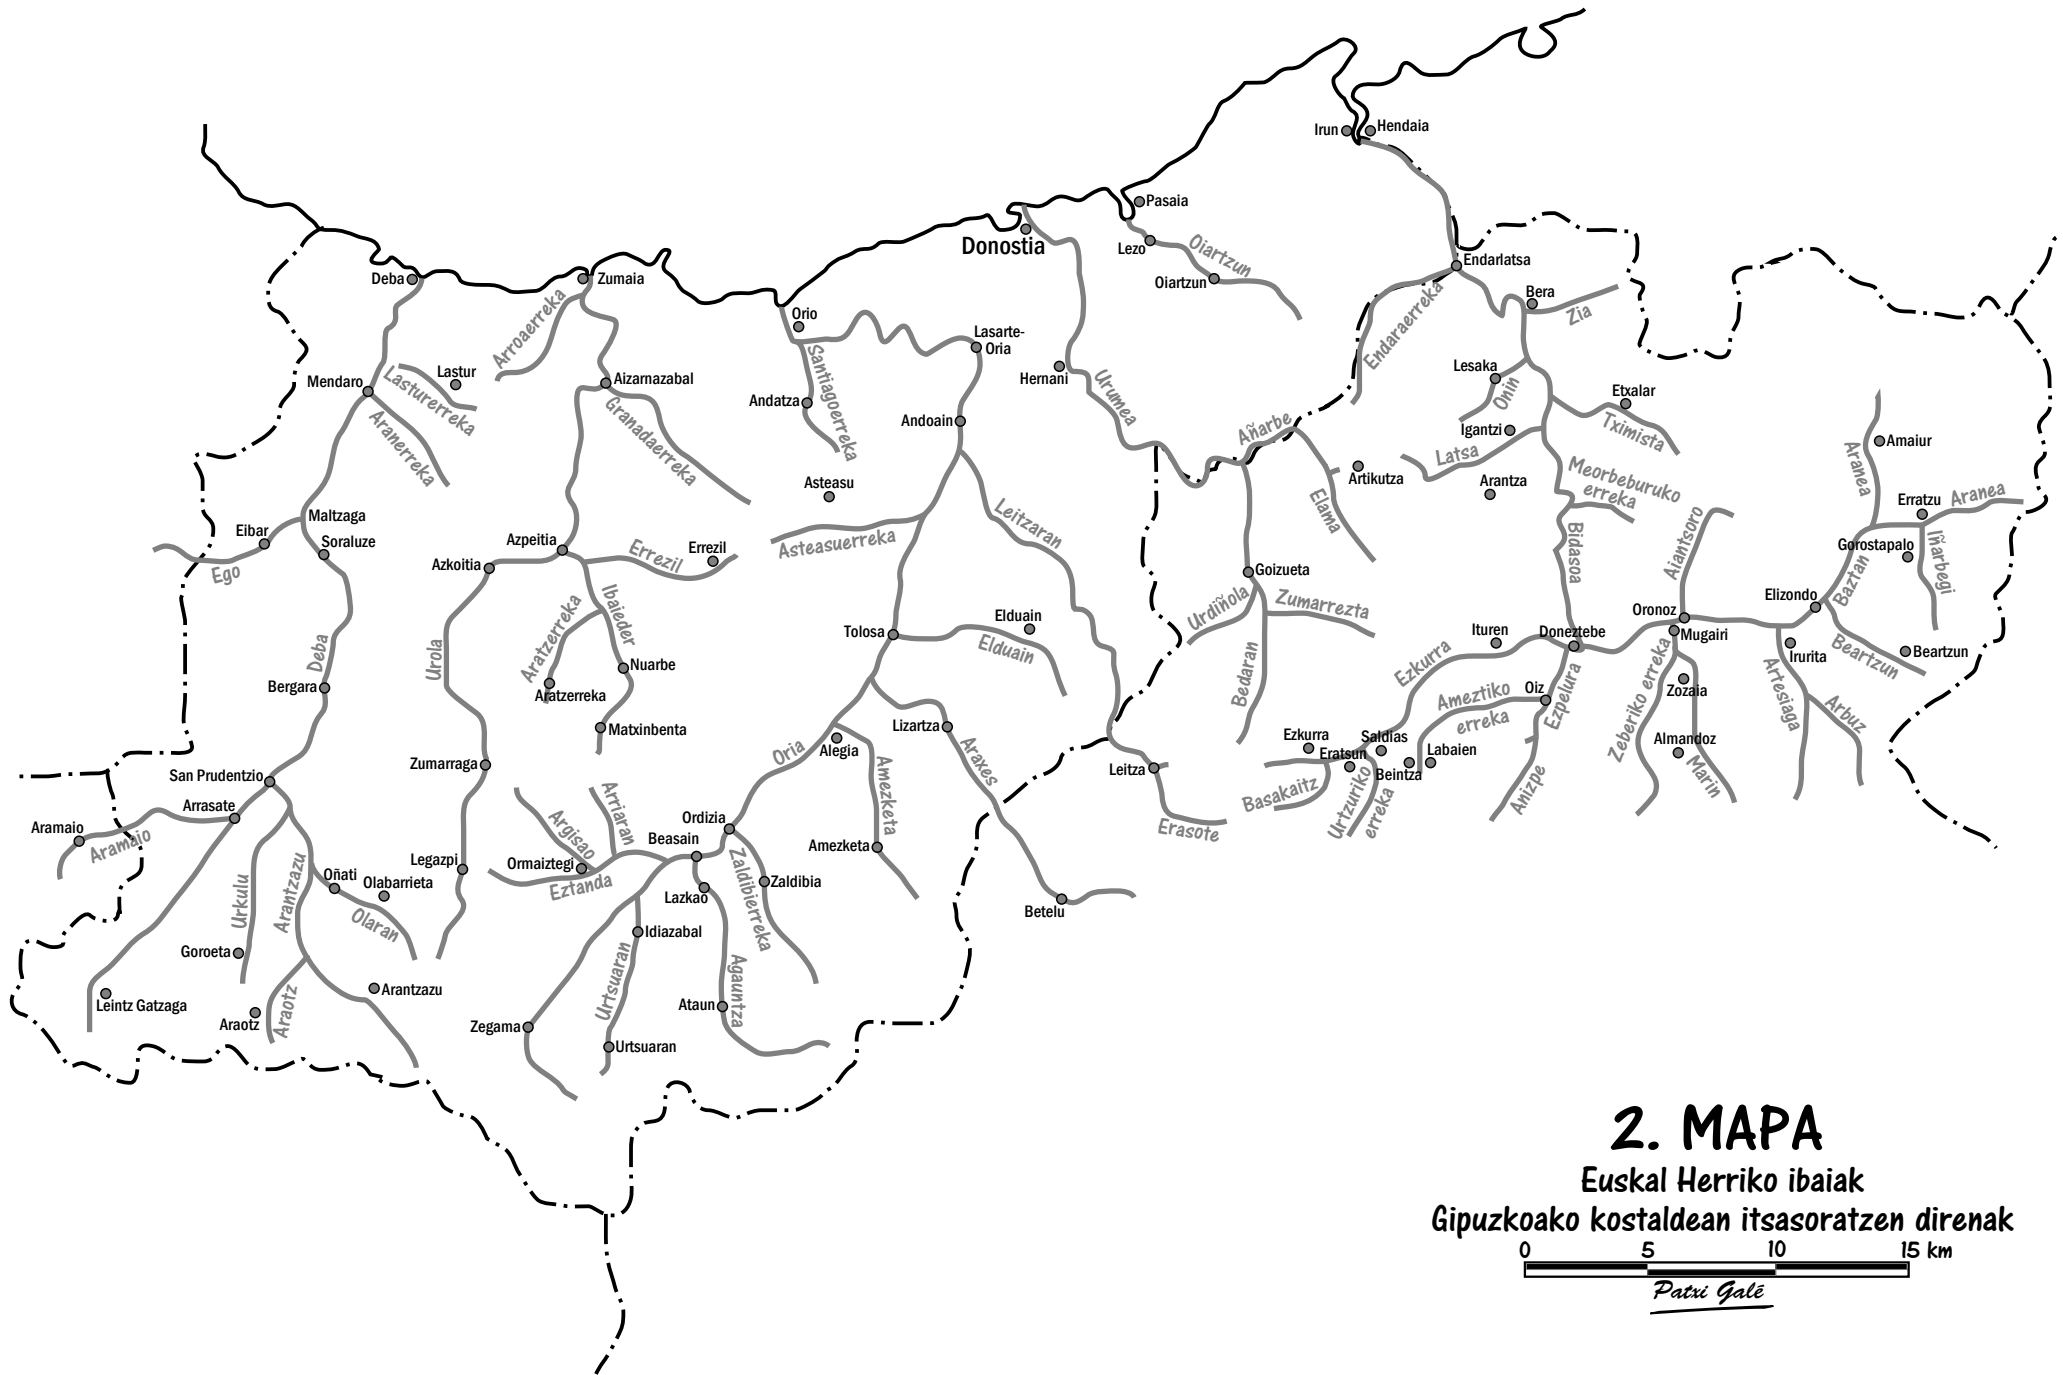 Irun
Hendaia
Pasaia
Lezo
Oiartzun
Oiartzun
Donostia
Endarlatsa
Deba
Zumaia
Arroaerreka
Bera
Zia
Endaraerreka
Orio
Lasarte-
Oria
Santiagoerreka
Lastur
Lasturerreka
Mendaro
Aizarnazabal
Hernani
Urumea
Lesaka
Onin
Etxalar
Tximista
Andatza
Aranerreka
Granadaerreka
Andoain
Añarbe
Igantzi
Latsa
Amaiur
Aranea
Asteasu
Artikutza
Arantza
Meorbeburuko
erreka
Erratzu
Aranea
Eibar
Maltzaga
Soraluze
Ego
Azpeitia
Azkoitia
Errezil
Errezil
Asteasuerreka
Leitzaran
Elama
Bidasoa
Aiantsoro
Gorostapalo
Iñarbegi
Baztan
Goizueta
Urdiñola
Zumarrezta
Elizondo
Ibaieder
Aratzerreka
Tolosa
Elduain
Elduain
Oronoz
Mugairi
Ituren
Doneztebe
Deba
Urola
Nuarbe
Aratzerreka
Bedaran
Ezkurra
Irurita
Beartzun
Beartzun
Bergara
Oiz
Ameztiko
erreka
Ezpelura
Zeberiko erreka
Zozaia
Artesiaga
Arbuz
Matxinbenta
Lizartza
Alegia
Oria
Araxes
Ezkurra
Eratsun
Saldias
Beintza
Labaien
Almandoz
Marin
San Prudentzio
Zumarraga
Leitza
Basakaitz
Urtzuriko
erreka
Anizpe
Arrasate
Aramaio
Aramaio
Argisao
Arriaran
Ordizia
Beasain
Amezketa
Amezketa
Erasote
Legazpi
Ormaiztegi
Eztanda
Oñati
Olabarrieta
Olaran
Urkulu
Arantzazu
Lazkao
Zaldibierreka
Zaldibia
Betelu
Goroeta
Idiazabal
Urtsuaran
Agauntza
Leintz Gatzaga
Arantzazu
Araotz
Araotz
Ataun
Zegama
Urtsuaran
2. MAPA
Euskal Herriko ibaiak
Gipuzkoako kostaldean itsasoratzen direnak
0 5 10 15 km
Patxi Galé